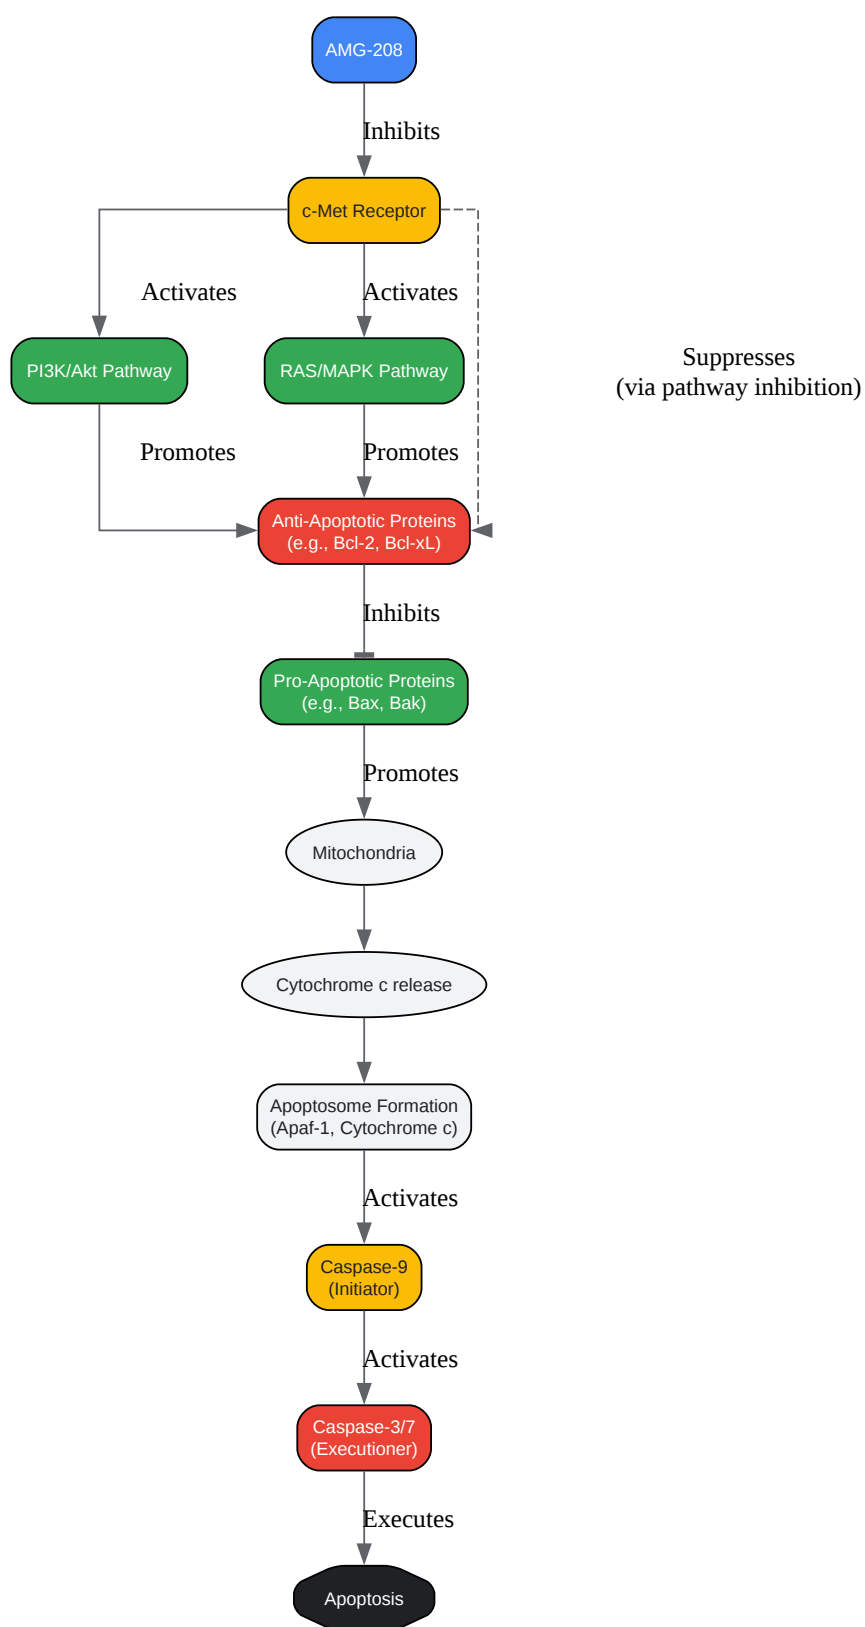 AMG-208
Inhibits
c-Met Receptor
Activates
Activates
PI3K/Akt Pathway
RAS/MAPK Pathway
Suppresses
(via pathway inhibition)
Promotes
Promotes
Anti-Apoptotic Proteins
(e.g., Bcl-2, Bcl-xL)
Inhibits
Pro-Apoptotic Proteins
(e.g., Bax, Bak)
Promotes
Mitochondria
Cytochrome c release
Apoptosome Formation
(Apaf-1, Cytochrome c)
Activates
Caspase-9
(Initiator)
Activates
Caspase-3/7
(Executioner)
Executes
Apoptosis